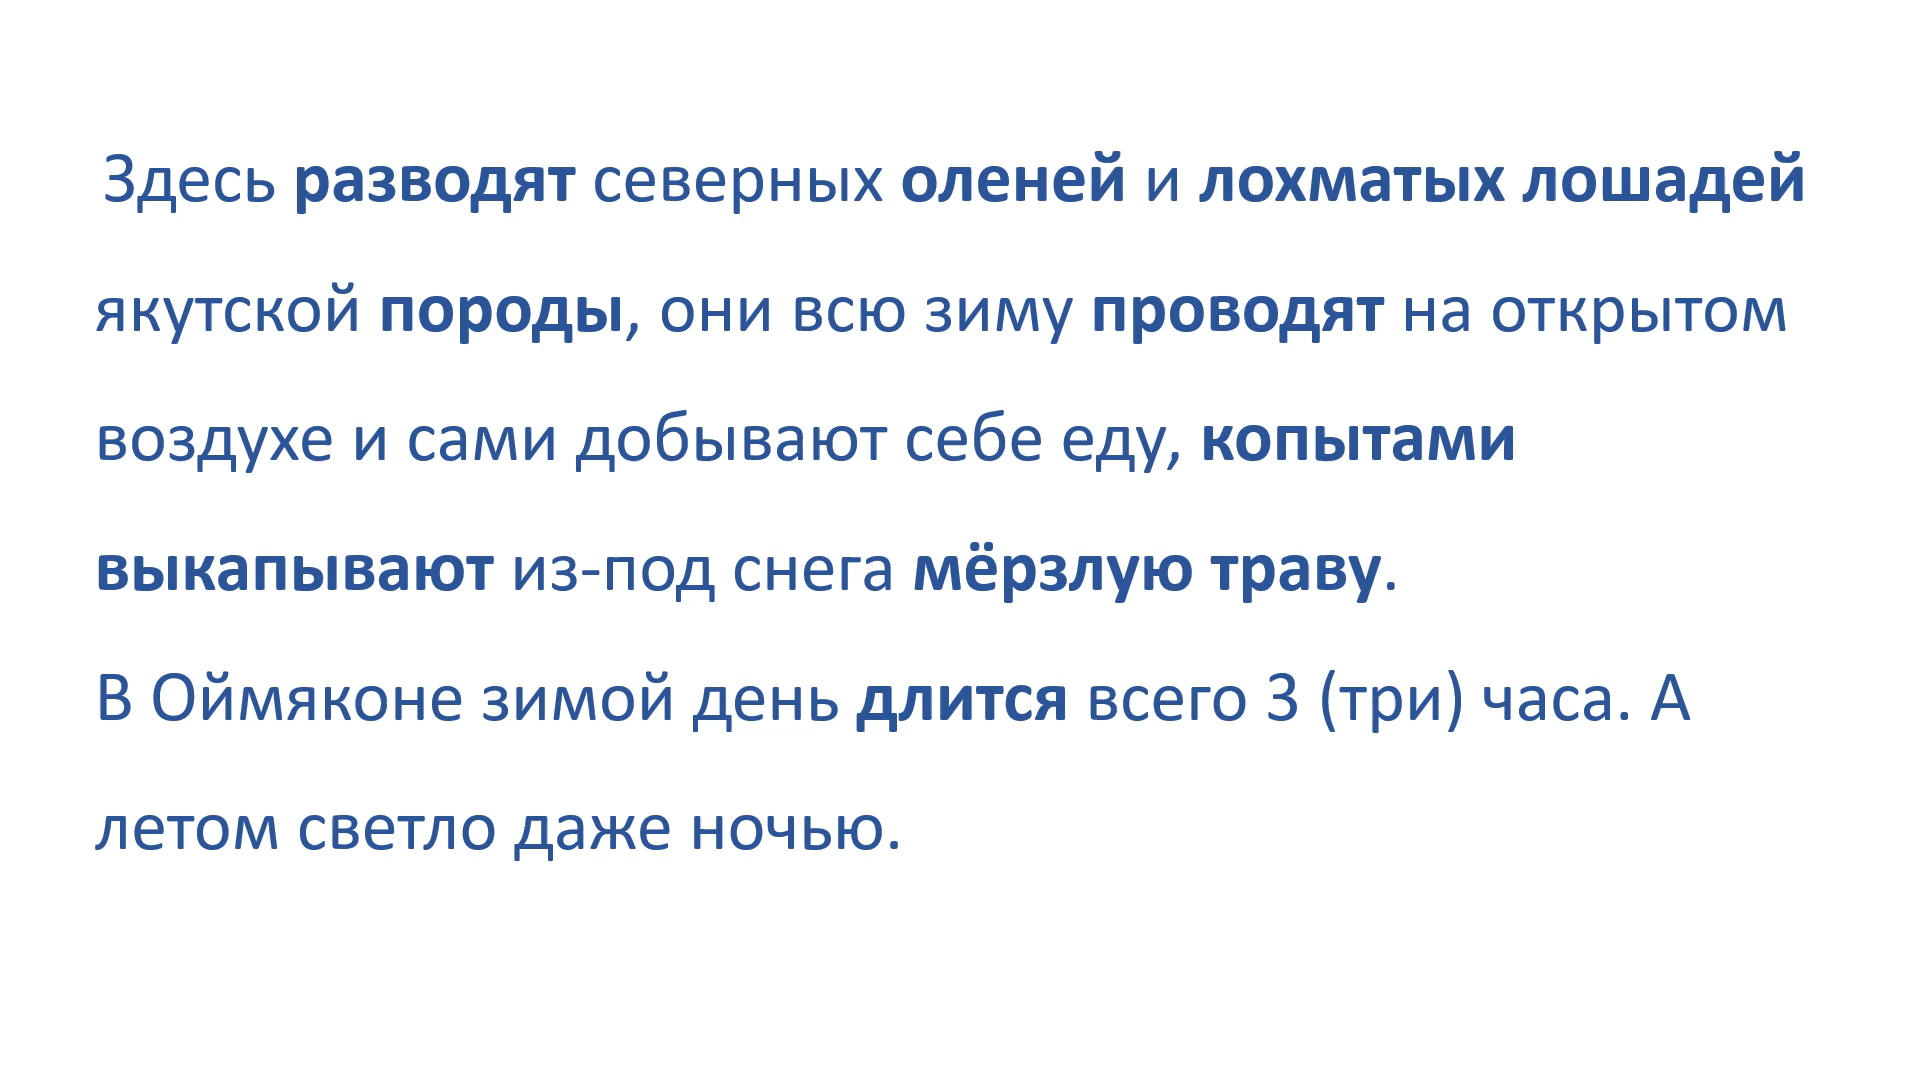 Здесь разводят северных оленей и лохматых лошадей
якутской породы, они всю зиму проводят на открытом
воздухе и сами добывают себе еду, копытами
выкапывают из-под снега мёрзлую траву.
В Оймяконе зимой день длится всего 3 (три) часа. А
летом светло даже ночью.